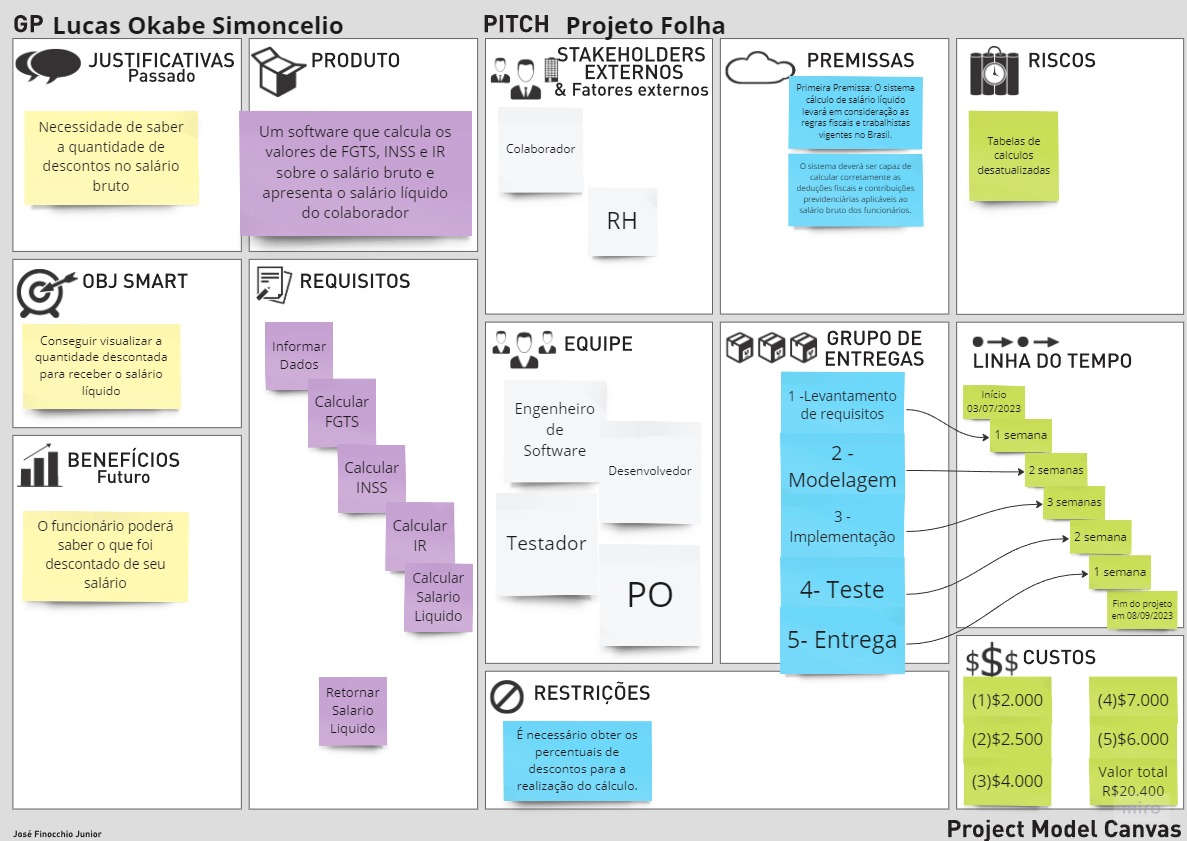 GP Lucas Okabe Simoncelio
PITCH Projeto Folha
JUSTIFICATIVAS
Passado
Necessidade de saber
a quantidade de
descontos no salário
bruto
PRODUTO
Um software que calcula os
valores de FGTS, INSS e IR
sobre o salário bruto e
apresenta o salário líquido
do colaborador
STAKEHOLDERS
EXTERNOS
& Fatores externos
Colaborador
RH
PREMISSAS
Primeira Premissa: O sistema
cálculo de salário líquido
levará em consideração as
regras fiscais e trabalhistas
vigentes no Brasil.
O sistema deverá ser capaz de
calcular corretamente as
deduções fiscais e contribuições
previdenciárias aplicáveis ao
salário bruto dos funcionários.
RISCOS
Tabelas de
calculos
desatualizadas
OBJ SMART
Conseguir visualizar a
quantidade descontada
para receber o salário
líquido
REQUISITOS
Informar
Dados
Calcular
FGTS
Calcular
INSS
Calcular
IR
Calcular
Salario
Liquido
Retornar
Salario
Liquido
BENEFÍCIOS
Futuro
O funcionário poderá
saber o que foi
descontado de seu
salário
EQUIPE
Engenheiro
de
Software
Desenvolvedor
Testador
PO
GRUPO DE
ENTREGAS
1 -Levantamento
de requisitos
2 -
Modelagem
3 -
Implementação
4- Teste
5- Entrega
LINHA DO TEMPO
Início
03/07/2023
1 semana
2 semanas
3 semanas
2 semana
1 semana
Fim do projeto
em 08/09/2023
RESTRIÇÕES
É necessário obter os
percentuais de
descontos para a
realização do cálculo.
$$$ CUSTOS
(1)$2.000
(2)$2.500
(3)$4.000
(4)$7.000
(5)$6.000
Valor total
R$20.400
miro
José Finocchio Junior
Project Model Canvas